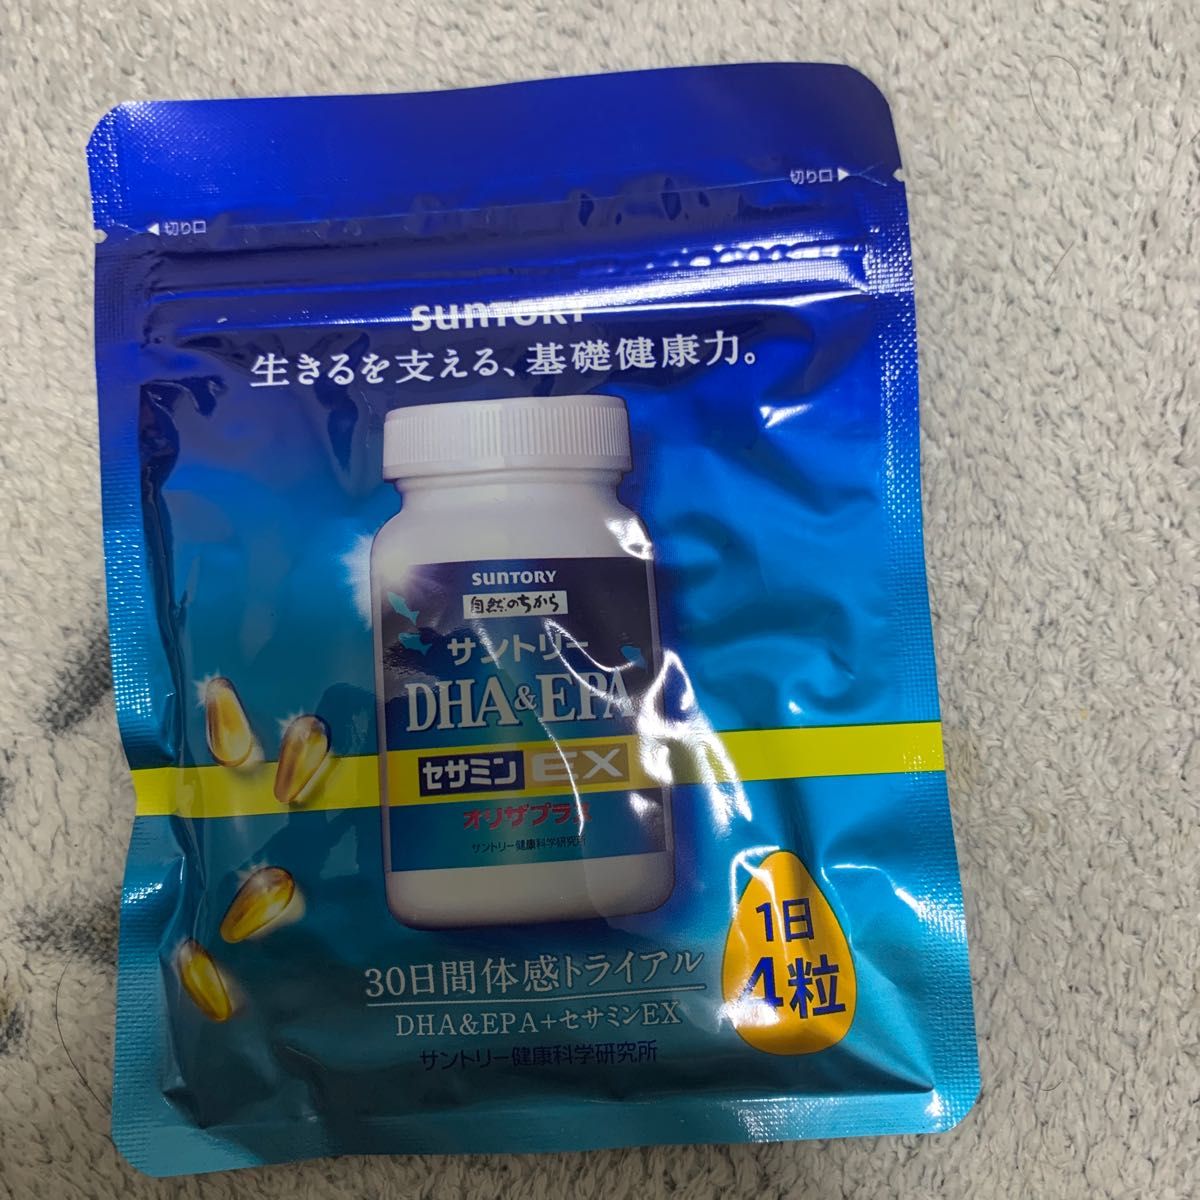 切り口▶
◀切り口
SUNTORY
生きるを支える、基礎健康力。
SUNTORY
自然のちから
サントリー
DHA&EPA
セサミンEX
オリザプラス
サントリー健康科学研究所
1日
4粒
30日間体感トライアル
DHA&EPA+セサミンEX
サントリー健康科学研究所